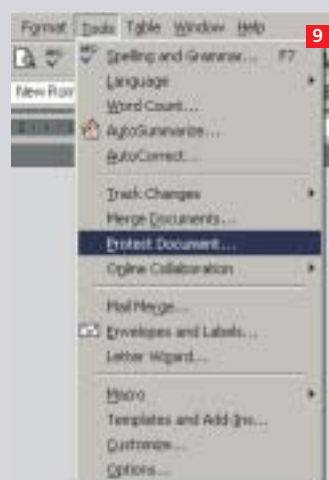 Format Tools Table Window Help
9
Spelling and Grammar... F7
New Rom
Language
Word Count...
AutoSummarize...
AutoCorrect...
Track Changes
Merge Documents...
Protect Document...
Online Collaboration
Mail Merge...
Envelopes and Labels...
Letter Wizard...
Macro
Templates and Add-Ins...
Customize...
Options...